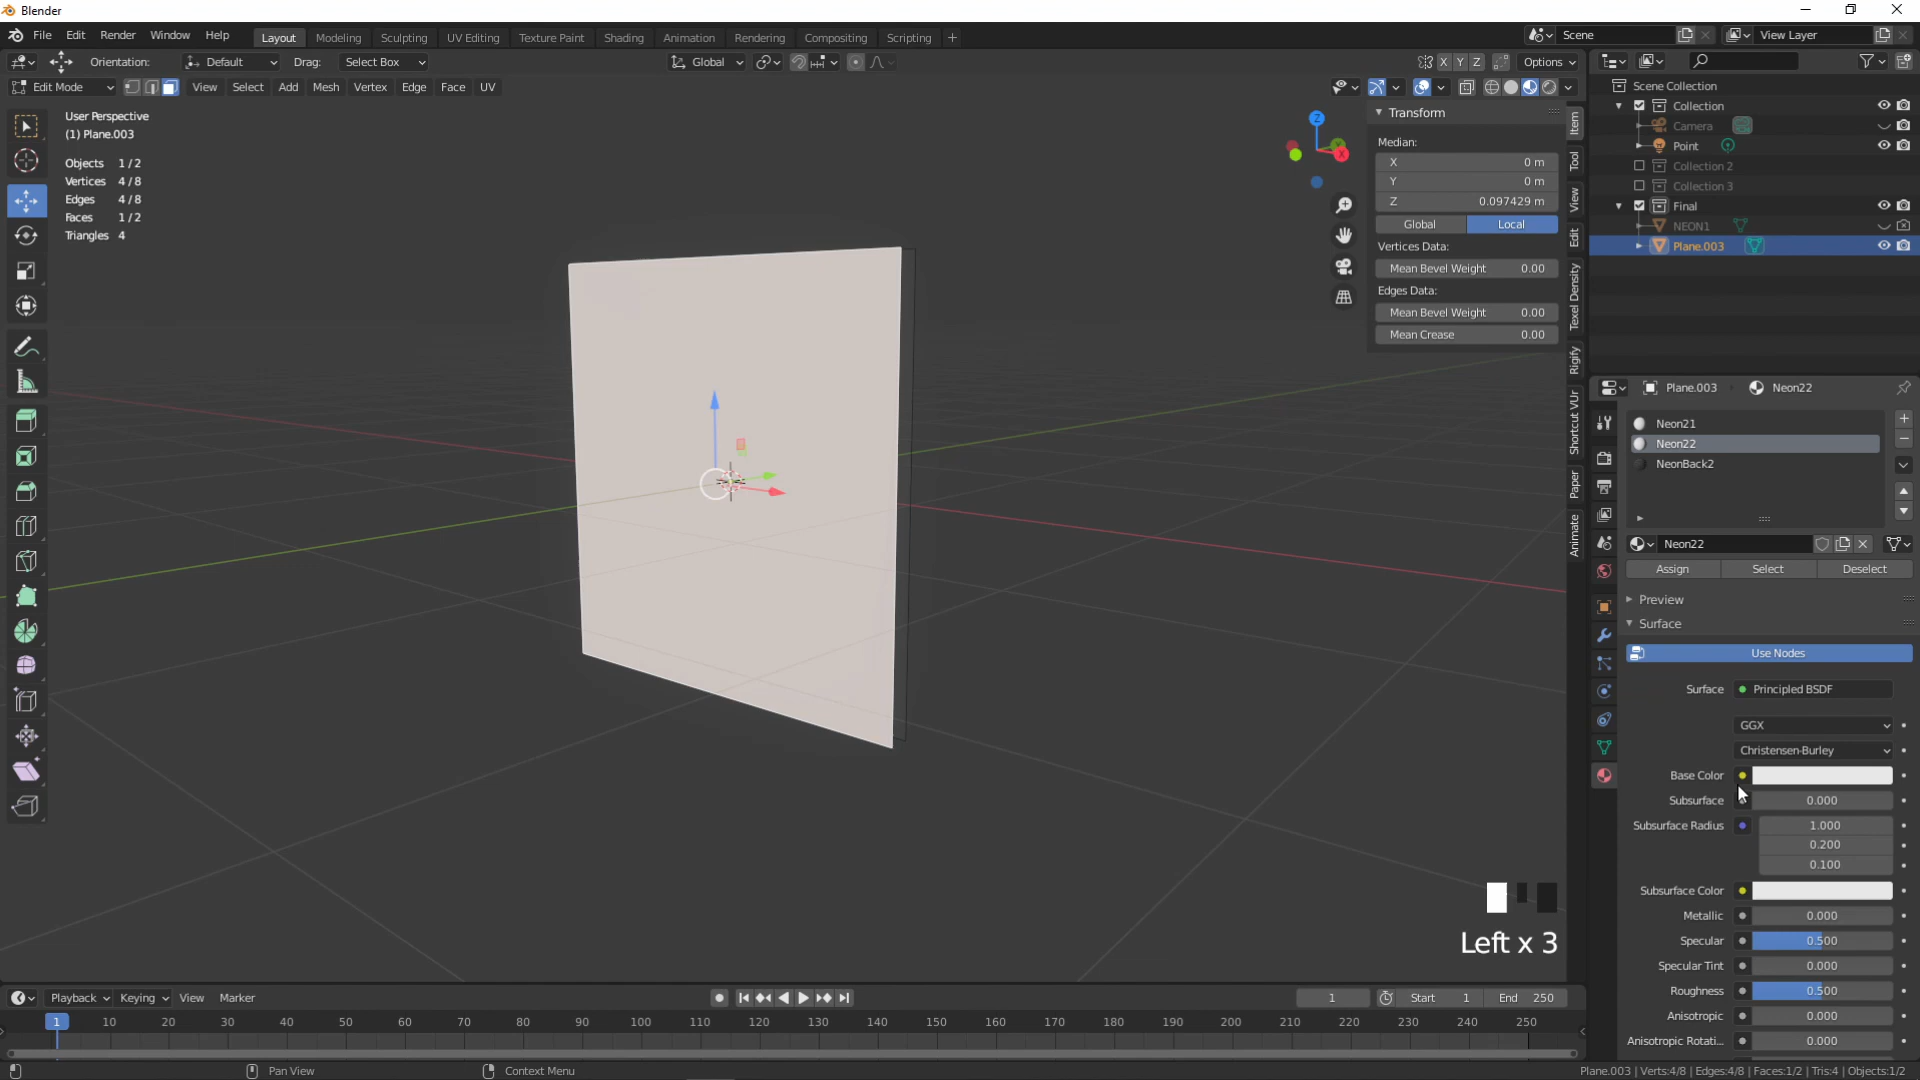 Blender
File Edit Render Window Help Layout Modeling Sculpting UV Editing Texture Paint Shading Animation Rendering Compositing Scripting + Scene View Layer
Orientation: Default Drag: Select Box Global X Y Z Options
Edit Mode View Select Add Mesh Vertex Edge Face UV
User Perspective
(1) Plane.003
Objects 1/2
Vertices 4/8
Edges 4/8
Faces 1/2
Triangles 4
Z
X
Transform
Median:
X 0 m
Y 0 m
Z 0.097429 m
Global Local
Vertices Data:
Mean Bevel Weight 0.00
Edges Data:
Mean Bevel Weight 0.00
Mean Crease 0.00
Item
Tool
View
Edit
Texel Density
Rigify
Shortcut VUr
Paper
Animate
Scene Collection
Collection
Camera
Point
Collection 2
Collection 3
Final
NEON1
Plane.003
Plane.003 Neon22
Neon21
Neon22
NeonBack2
Neon22
Assign Select Deselect
Preview
Surface
Use Nodes
Surface Principled BSDF
GGX
Christensen-Burley
Base Color
Subsurface 0.000
Subsurface Radius 1.000
0.200
0.100
Subsurface Color
Metallic 0.000
Specular 0.500
Specular Tint 0.000
Roughness 0.500
Anisotropic 0.000
Anisotropic Rotati... 0.000
Left x 3
Playback Keying View Marker 1 Start 1 End 250
1 10 20 30 40 50 60 70 80 90 100 110 120 130 140 150 160 170 180 190 200 210 220 230 240 250
Pan View Context Menu Plane.003 | Verts:4/8 | Edges:4/8 | Faces:1/2 | Tris:4 | Objects:1/2